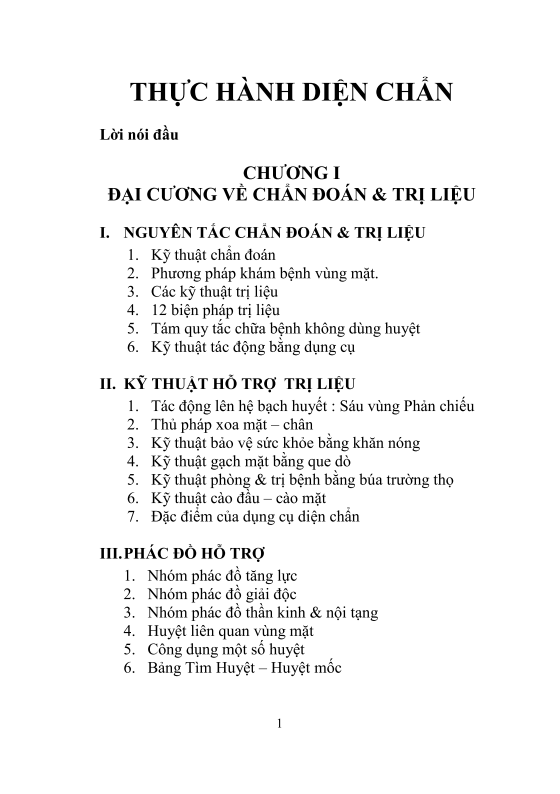 THỰC HÀNH DIỆN CHẨN
Lời nói đầu
CHƯƠNG I
ĐẠI CƯƠNG VỀ CHẨN ĐOÁN & TRỊ LIỆU
I. NGUYÊN TẮC CHẨN ĐOÁN & TRỊ LIỆU
1. Kỹ thuật chẩn đoán
2. Phương pháp khám bệnh vùng mặt.
3. Các kỹ thuật trị liệu
4. 12 biện pháp trị liệu
5. Tám quy tắc chữa bệnh không dùng huyệt
6. Kỹ thuật tác động bằng dụng cụ
II. KỸ THUẬT HỖ TRỢ TRỊ LIỆU
1. Tác động lên hệ bạch huyết : Sáu vùng Phản chiếu
2. Thủ pháp xoa mặt – chân
3. Kỹ thuật bảo vệ sức khỏe bằng khăn nóng
4. Kỹ thuật gạch mặt bằng que dò
5. Kỹ thuật phòng & trị bệnh bằng búa trường thọ
6. Kỹ thuật cào đầu – cào mặt
7. Đặc điểm của dụng cụ diện chẩn
III. PHÁC ĐỒ HỖ TRỢ
1. Nhóm phác đồ tăng lực
2. Nhóm phác đồ giải độc
3. Nhóm phác đồ thần kinh & nội tạng
4. Huyệt liên quan vùng mặt
5. Công dụng một số huyệt
6. Bảng Tìm Huyệt – Huyệt mốc
1